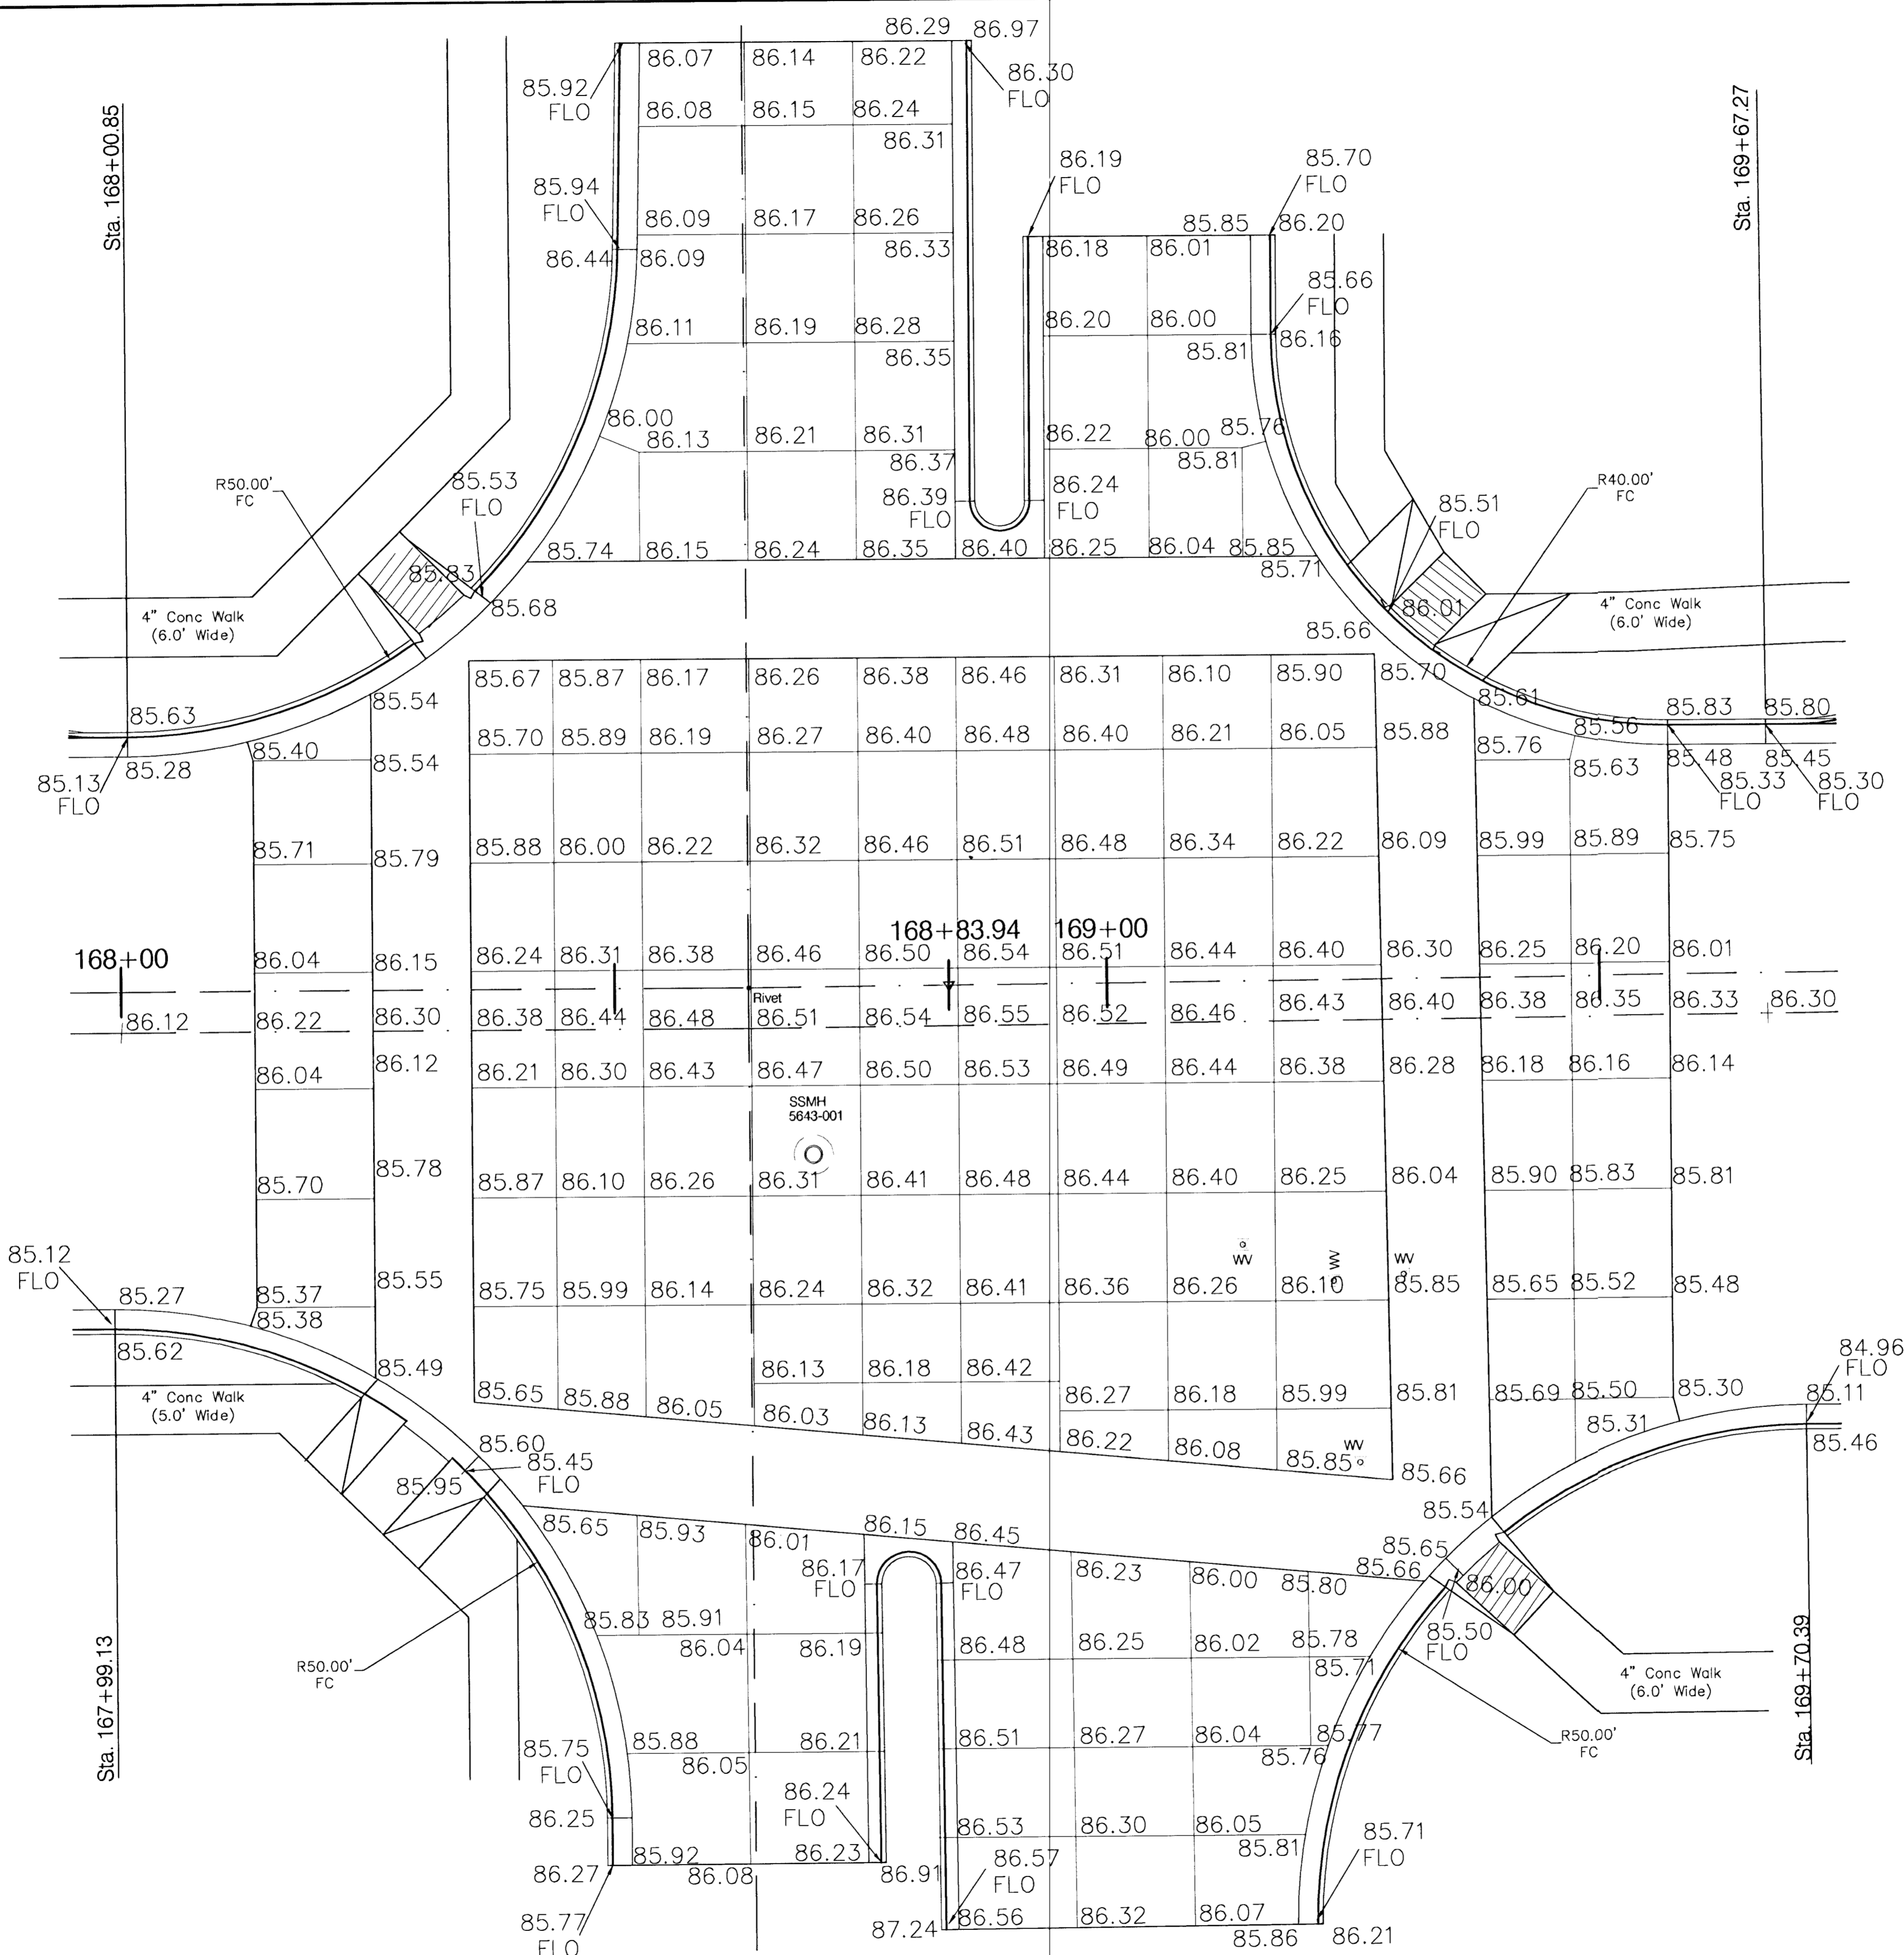 86.29 86.97
86.07 86.14 86.22
86.30
FLO
85.92
FLO
86.08 86.15 86.24
86.31
Sta. 168+00.85
Sta. 169+67.27
86.19
FLO
85.70
FLO
85.94
FLO
86.09 86.17 86.26
85.85 86.20
86.44 86.09
86.33
86.18 86.01
85.66
FLO
86.11 86.19 86.28
86.20 86.00
86.16
86.35
85.81
86.00
86.13 86.21 86.31
86.22 86.00 85.76
86.37
85.81
R50.00'
FC
85.53
FLO
86.39
FLO
86.24
FLO
85.51
FLO
R40.00'
FC
85.74 86.15 86.24 86.35 86.40 86.25 86.04 85.85
85.71
85.83
85.68
86.01
4" Conc Walk
(6.0' Wide)
4" Conc Walk
(6.0' Wide)
85.66
85.67 85.87 86.17 86.26 86.38 86.46 86.31 86.10 85.90 85.70
85.54
85.61
85.63
85.83 85.80
85.70 85.89 86.19 86.27 86.40 86.48 86.40 86.21 86.05 85.88
85.56
85.40
85.54
85.76
85.28
85.63
85.48 85.45
85.13
FLO
85.33
FLO
85.30
FLO
85.71 85.79 85.88 86.00 86.22 86.32 86.46 86.51 86.48 86.34 86.22 86.09 85.99 85.89 85.75
168+83.94 169+00
168+00
86.04 86.15 86.24 86.31 86.38 86.46 86.50 86.54 86.51 86.44 86.40 86.30 86.25 86.20 86.01
Rivet
86.12 86.22 86.30 86.38 86.44 86.48 86.51 86.54 86.55 86.52 86.46 86.43 86.40 86.38 86.35 86.33 86.30
86.04 86.12 86.21 86.30 86.43 86.47 86.50 86.53 86.49 86.44 86.38 86.28 86.18 86.16 86.14
SSMH
5643-001
85.70 85.78 85.87 86.10 86.26 86.31 86.41 86.48 86.44 86.40 86.25 86.04 85.90 85.83 85.81
85.12
FLO
WV WV WV
85.27 85.37 85.55 85.75 85.99 86.14 86.24 86.32 86.41 86.36 86.26 86.10 85.85 85.65 85.52 85.48
85.38
85.62
85.49
86.13 86.18 86.42
84.96
FLO
4" Conc Walk
(5.0' Wide)
85.65 85.88 86.05 86.03 86.13 86.43
86.27 86.18 85.99 85.81 85.69 85.50 85.30 85.11
85.31
85.46
86.22 86.08 85.85 85.66
WV
85.60
85.45
FLO
85.95
85.54
85.65 85.93 86.01 86.15 86.45
85.65
85.66
86.17
FLO
86.47
FLO
86.23 86.00 85.80
86.00
85.83 85.91
86.04 86.19
86.48 86.25 86.02 85.78
85.71
85.50
FLO
R50.00'
FC
4" Conc Walk
(6.0' Wide)
Sta. 167+99.13
Sta. 169+70.39
85.75
FLO
85.88 86.05 86.21
86.51 86.27 86.04 85.77
85.76
R50.00'
FC
86.24
FLO
86.25
86.53 86.30 86.05
85.81
85.71
FLO
85.92 86.08 86.23
86.27
86.91
86.57
FLO
85.77
FLO
87.24 86.56 86.32 86.07
85.86 86.21